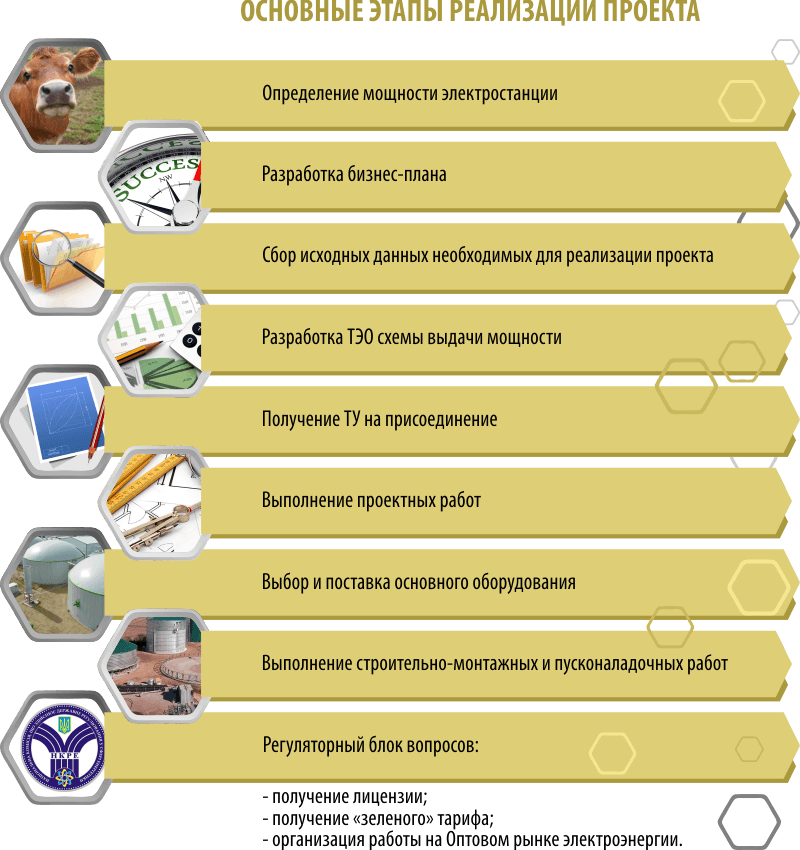 ОСНОВНЫЕ ЭТАПЫ РЕАЛИЗАЦИИ ПРОЕКТА
Определение мощности электростанции
SUCCESS
NW
Разработка бизнес-плана
Сбор исходных данных необходимых для реализации проекта
Разработка ТЭО схемы выдачи мощности
Получение ТУ на присоединение
Выполнение проектных работ
Выбор и поставка основного оборудования
Выполнение строительно-монтажных и пусконаладочных работ
НКРЕ
Регуляторный блок вопросов:
- получение лицензии;
- получение «зеленого» тарифа;
- организация работы на Оптовом рынке электроэнергии.